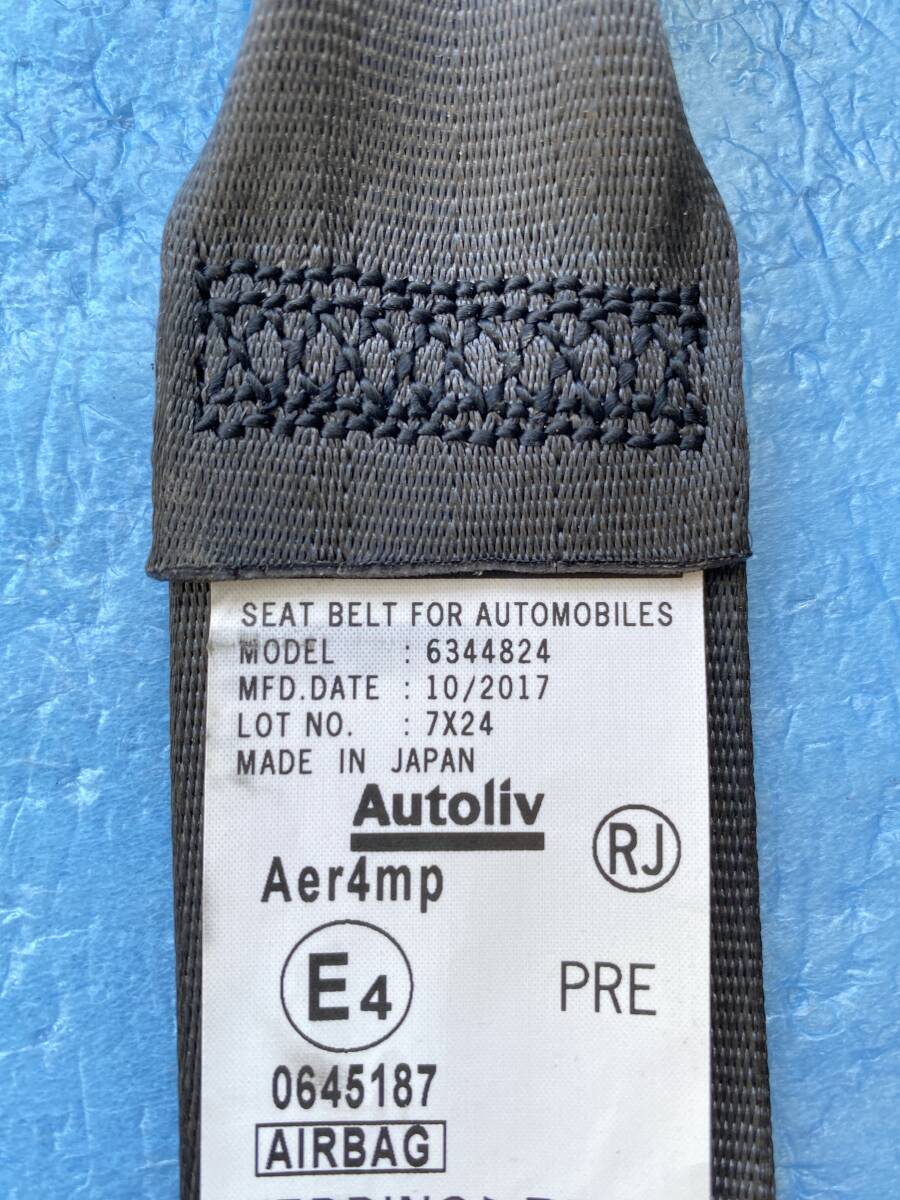 SEAT BELT FOR AUTOMOBILES
MODEL : 6344824
MFD.DATE : 10/2017
LOT NO. : 7X24
MADE IN JAPAN
Autoliv
RJ
Aer4mp
E4
PRE
0645187
AIRBAG